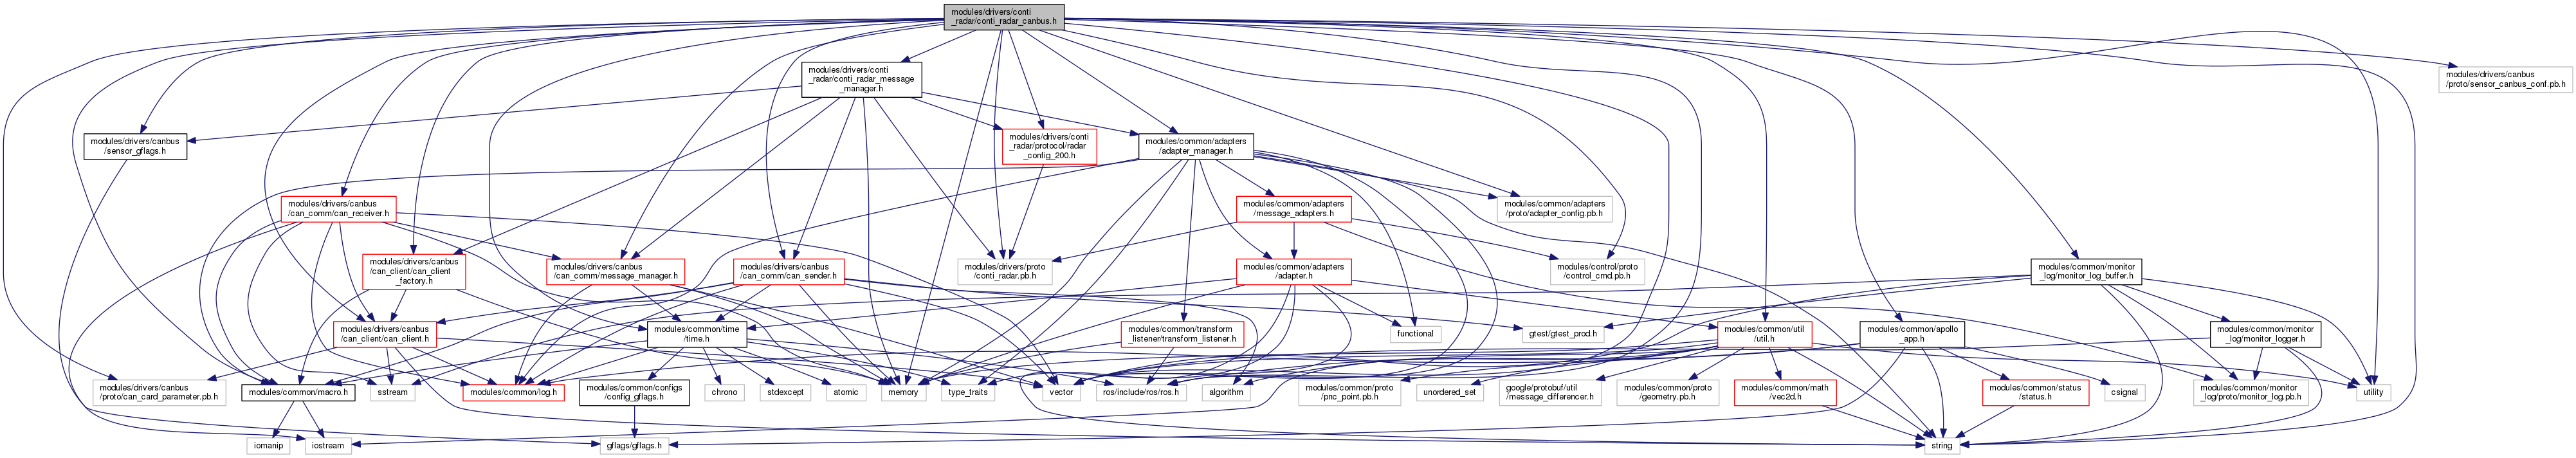 modules/drivers/conti
_radar/conti_radar_canbus.h
modules/drivers/conti
_radar/conti_radar_message
_manager.h
modules/drivers/canbus
/proto/sensor_canbus_conf.pb.h
modules/drivers/canbus
/sensor_gflags.h
modules/drivers/conti
_radar/protocol/radar
_config_200.h
modules/common/adapters
/adapter_manager.h
modules/drivers/canbus
/can_comm/can_receiver.h
modules/common/adapters
/message_adapters.h
modules/common/adapters
/proto/adapter_config.pb.h
modules/drivers/canbus
/can_client/can_client
_factory.h
modules/drivers/canbus
/can_comm/message_manager.h
modules/drivers/canbus
/can_comm/can_sender.h
modules/drivers/proto
/conti_radar.pb.h
modules/common/adapters
/adapter.h
modules/control/proto
/control_cmd.pb.h
modules/common/monitor
_log/monitor_log_buffer.h
modules/drivers/canbus
/can_client/can_client.h
modules/common/time
/time.h
modules/common/transform
_listener/transform_listener.h
functional
gtest/gtest_prod.h
modules/common/util
/util.h
modules/common/apollo
_app.h
modules/common/monitor
_log/monitor_logger.h
modules/drivers/canbus
/proto/can_card_parameter.pb.h
modules/common/macro.h
sstream
modules/common/log.h
modules/common/configs
/config_gflags.h
chrono
stdexcept
atomic
memory
type_traits
vector
ros/include/ros/ros.h
algorithm
modules/common/proto
/pnc_point.pb.h
unordered_set
google/protobuf/util
/message_differencer.h
modules/common/proto
/geometry.pb.h
modules/common/math
/vec2d.h
modules/common/status
/status.h
csignal
modules/common/monitor
_log/proto/monitor_log.pb.h
utility
iomanip
iostream
gflags/gflags.h
string